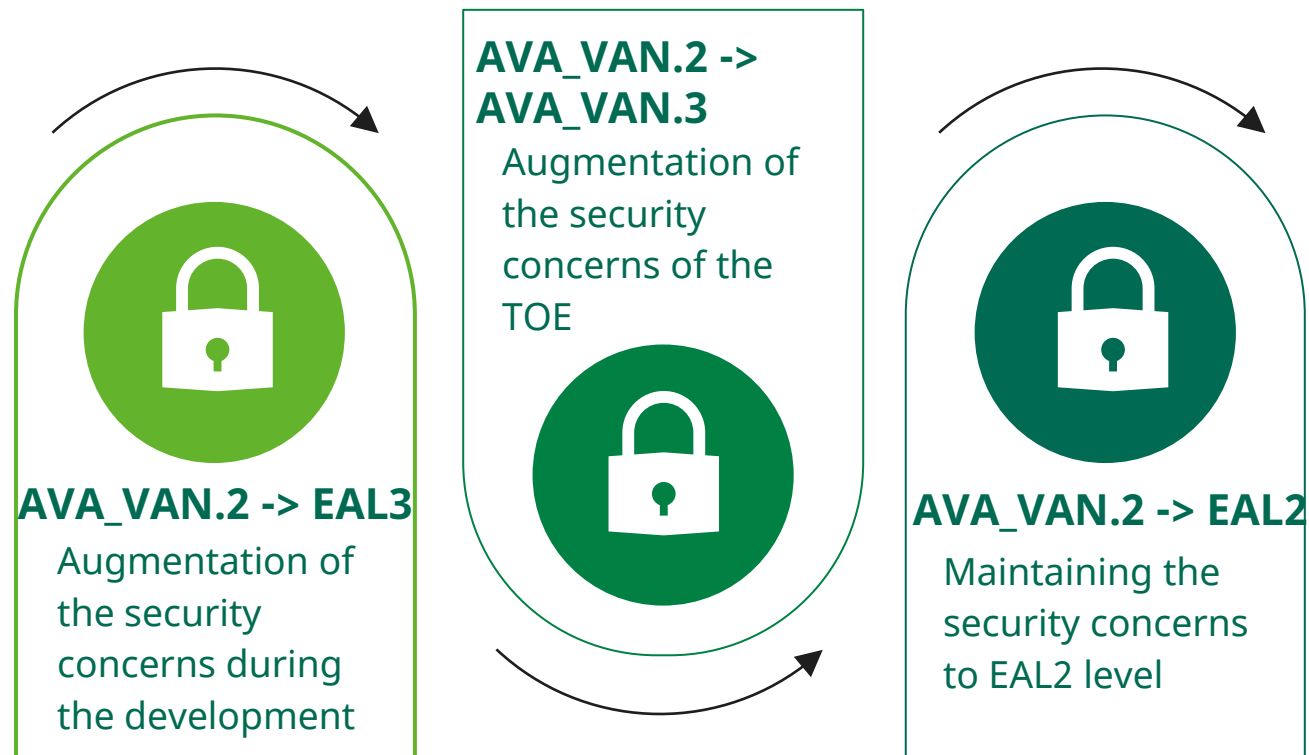 AVA_VAN.2 -> EAL3
Augmentation of
the security
concerns during
the development
AVA_VAN.2 ->
AVA_VAN.3
Augmentation of
the security
concerns of the
TOE
AVA_VAN.2 -> EAL2
Maintaining the
security concerns
to EAL2 level